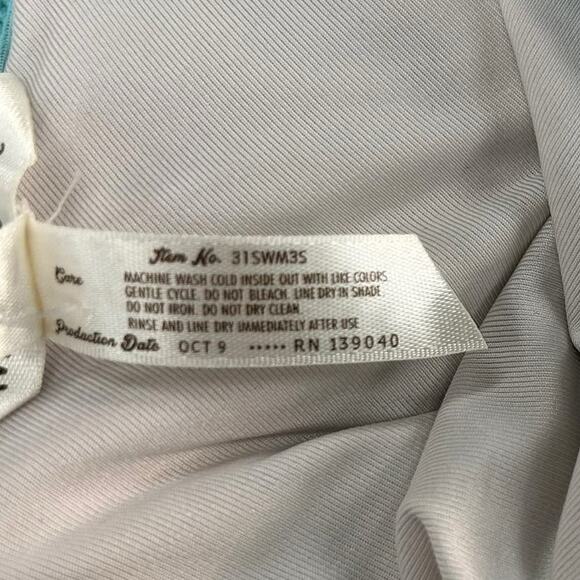 Item No. 31SWM3S
Care
MACHINE WASH COLD INSIDE OUT WITH LIKE COLORS
GENTLE CYCLE. DO NOT BLEACH. LINE DRY IN SHADE
DO NOT IRON. DO NOT DRY CLEAN.
RINSE AND LINE DRY IMMEDIATELY AFTER USE
Production Date OCT 9 ····· RN 139040